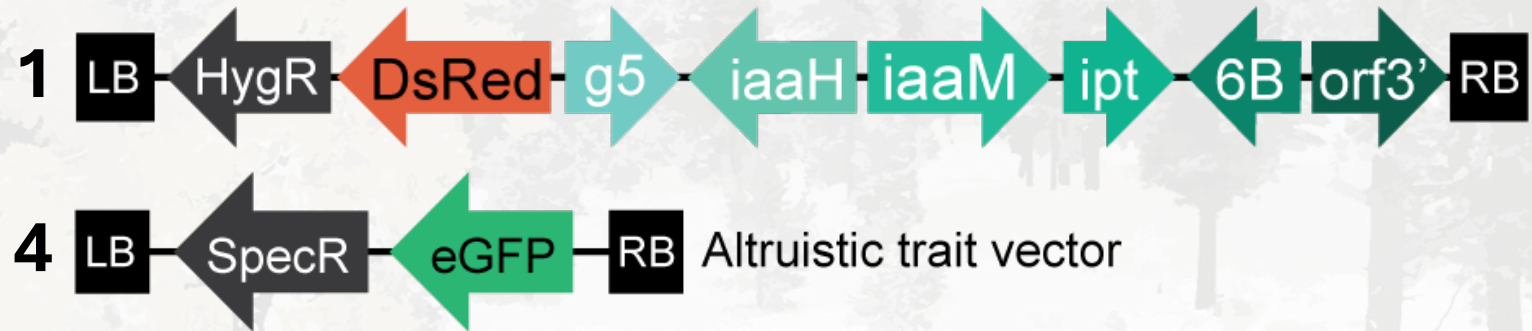 1 LB HygR DsRed g5 iaaH iaaM ipt 6B orf3’ RB
4 LB SpecR eGFP RB Altruistic trait vector